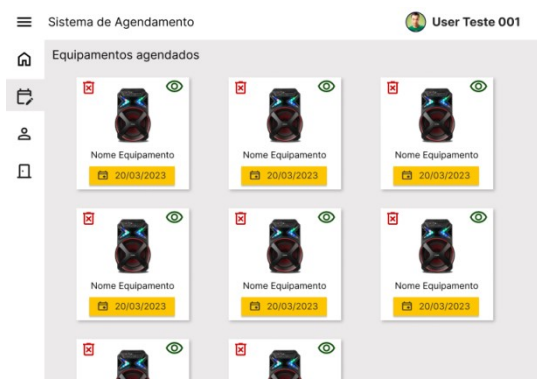 Sistema de Agendamento
User Teste 001
Equipamentos agendados
Nome Equipamento
Nome Equipamento
Nome Equipamento
20/03/2023
20/03/2023
20/03/2023
Nome Equipamento
Nome Equipamento
Nome Equipamento
20/03/2023
20/03/2023
20/03/2023